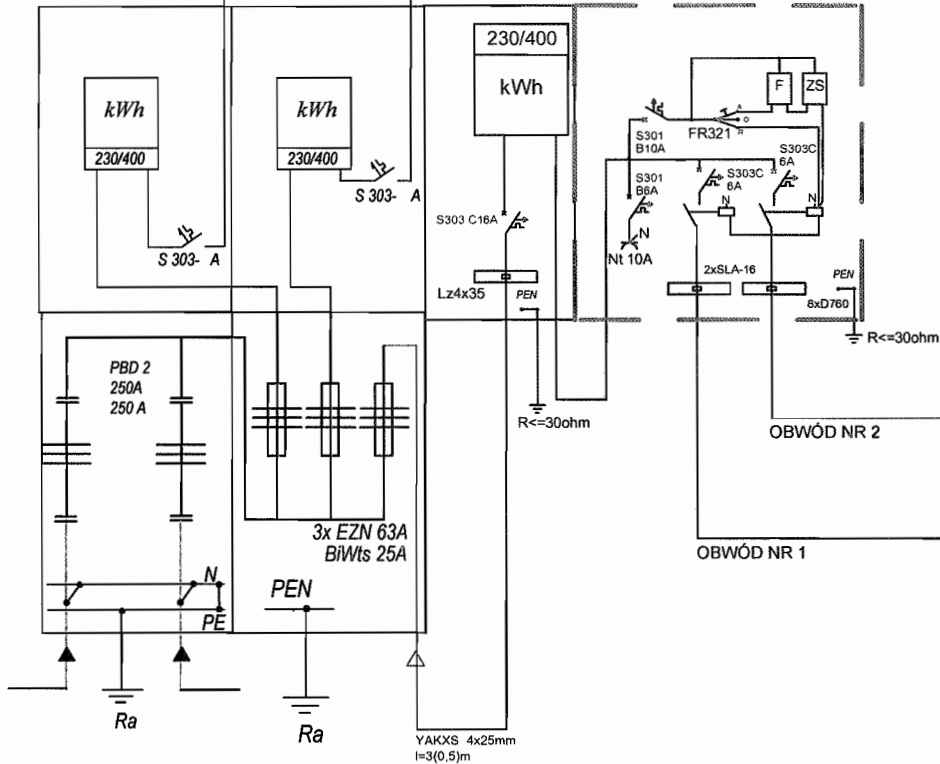 kWh
230/400
kWh
230/400
230/400
kWh
S 303- A
S 303- A
S303 C16A
Lz4x35
PEN
R<=30ohm
F
ZS
A
O
R
FR321
S301
B10A
S301
B6A
N
Nt 10A
S303C
6A
S303C
6A
N
N
2xSLA-16
8xD760
R<=30ohm
OBWÓD NR 2
OBWÓD NR 1
PBD 2
250A
250 A
3x EZN 63A
BiWts 25A
N
PE
PEN
Ra
Ra
YAKXS 4x25mm
l=3(0,5)m